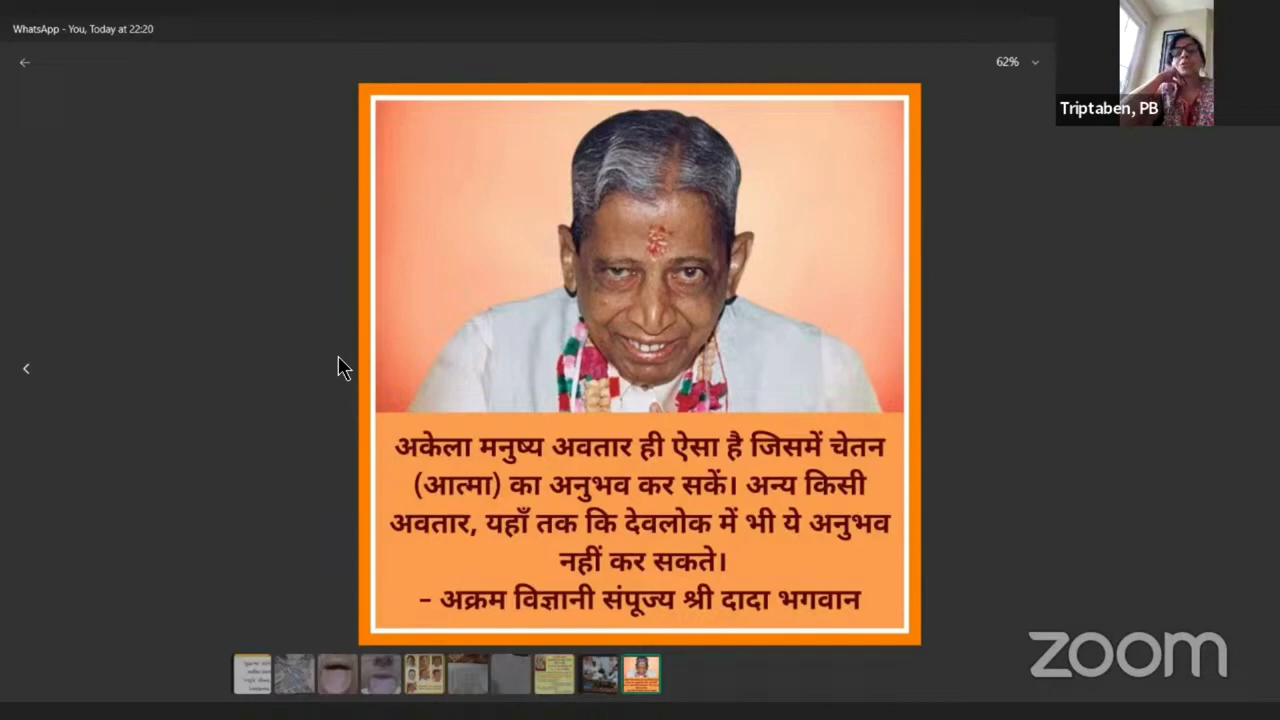 WhatsApp - You, Today at 22:20
62%
Triptaben, PB
अकेला मनुष्य अवतार ही ऐसा है जिसमें चेतन
(आत्मा) का अनुभव कर सकें। अन्य किसी
अवतार, यहाँ तक कि देवलोक में भी ये अनुभव
नहीं कर सकते।
– अक्रम विज्ञानी संपूज्य श्री दादा भगवान
zoom